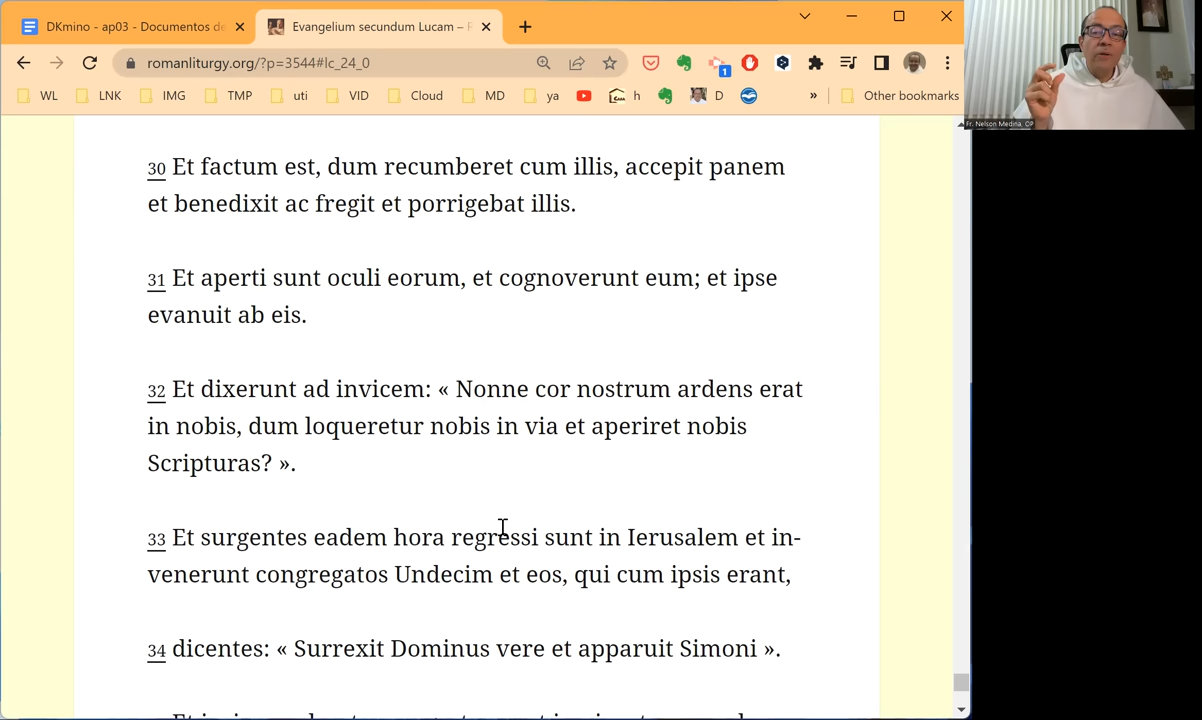 DKmino - ap03 - Documentos de
Evangelium secundum Lucam –
romanliturgy.org/?p=3544#lc_24_0
1
WL LNK IMG TMP uti VID Cloud MD ya h D » Other bookmarks
Fr. Nelson Medina, OP
30 Et factum est, dum recumberet cum illis, accepit panem
et benedixit ac fregit et porrigebat illis.
31 Et aperti sunt oculi eorum, et cognoverunt eum; et ipse
evanuit ab eis.
32 Et dixerunt ad invicem: « Nonne cor nostrum ardens erat
in nobis, dum loqueretur nobis in via et aperiret nobis
Scripturas? ».
33 Et surgentes eadem hora regressi sunt in Ierusalem et in-
venerunt congregatos Undecim et eos, qui cum ipsis erant,
34 dicentes: « Surrexit Dominus vere et apparuit Simoni ».